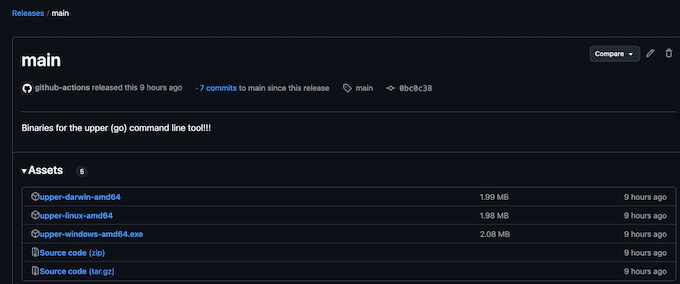 Releases / main
main
Compare
github-actions released this 9 hours ago · 7 commits to main since this release main 0bc0c38
Binaries for the upper (go) command line tool!!!
Assets 5
upper-darwin-amd64 1.99 MB 9 hours ago
upper-linux-amd64 1.98 MB 9 hours ago
upper-windows-amd64.exe 2.08 MB 9 hours ago
Source code (zip) 9 hours ago
Source code (tar.gz) 9 hours ago